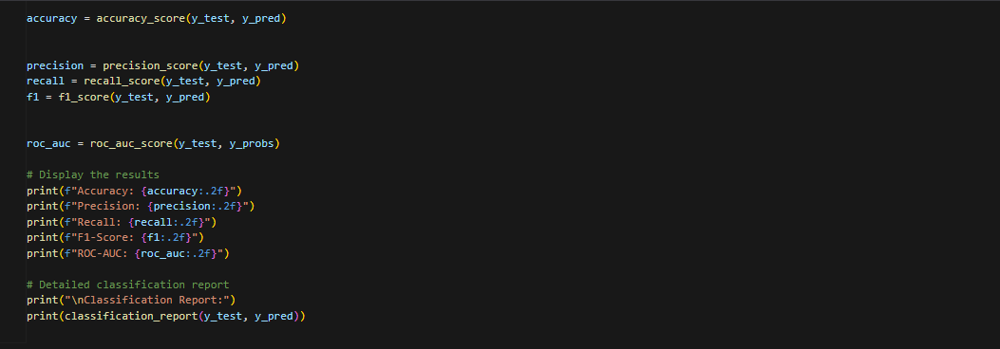 accuracy = accuracy_score(y_test, y_pred)
precision = precision_score(y_test, y_pred)
recall = recall_score(y_test, y_pred)
f1 = f1_score(y_test, y_pred)
roc_auc = roc_auc_score(y_test, y_probs)
# Display the results
print(f"Accuracy: {accuracy:.2f}")
print(f"Precision: {precision:.2f}")
print(f"Recall: {recall:.2f}")
print(f"F1-Score: {f1:.2f}")
print(f"ROC-AUC: {roc_auc:.2f}")
# Detailed classification report
print("\nClassification Report:")
print(classification_report(y_test, y_pred))